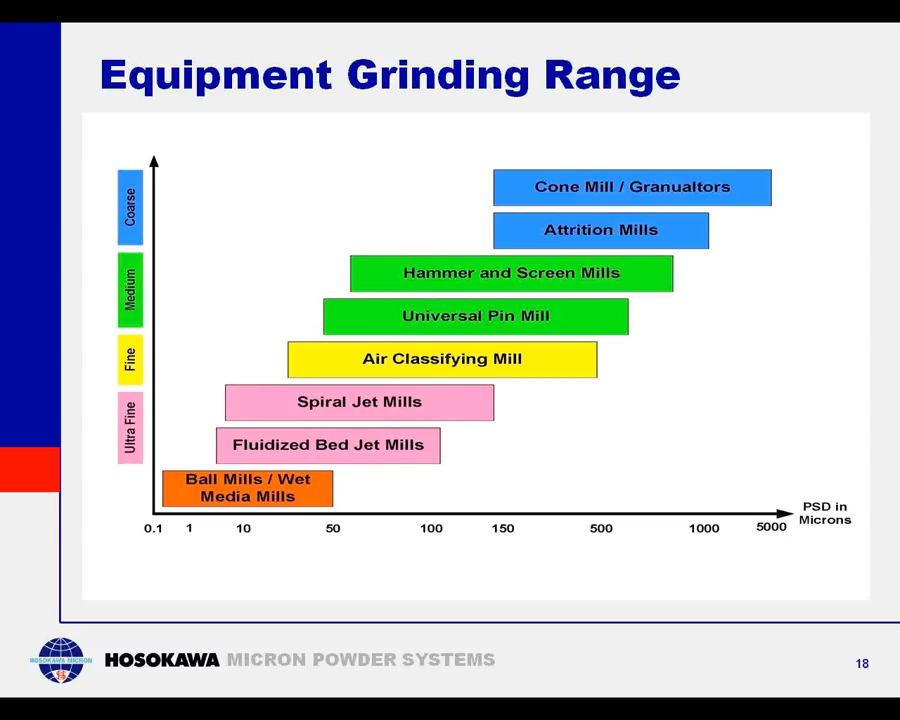 Equipment Grinding Range
Coarse
Medium
Fine
Ultra Fine
Cone Mill / Granualtors
Attrition Mills
Hammer and Screen Mills
Universal Pin Mill
Air Classifying Mill
Spiral Jet Mills
Fluidized Bed Jet Mills
Ball Mills / Wet
Media Mills
0.1 1 10 50 100 150 500 1000 5000
PSD in
Microns
HOSOKAWA MICRON
HOSOKAWA MICRON POWDER SYSTEMS
18